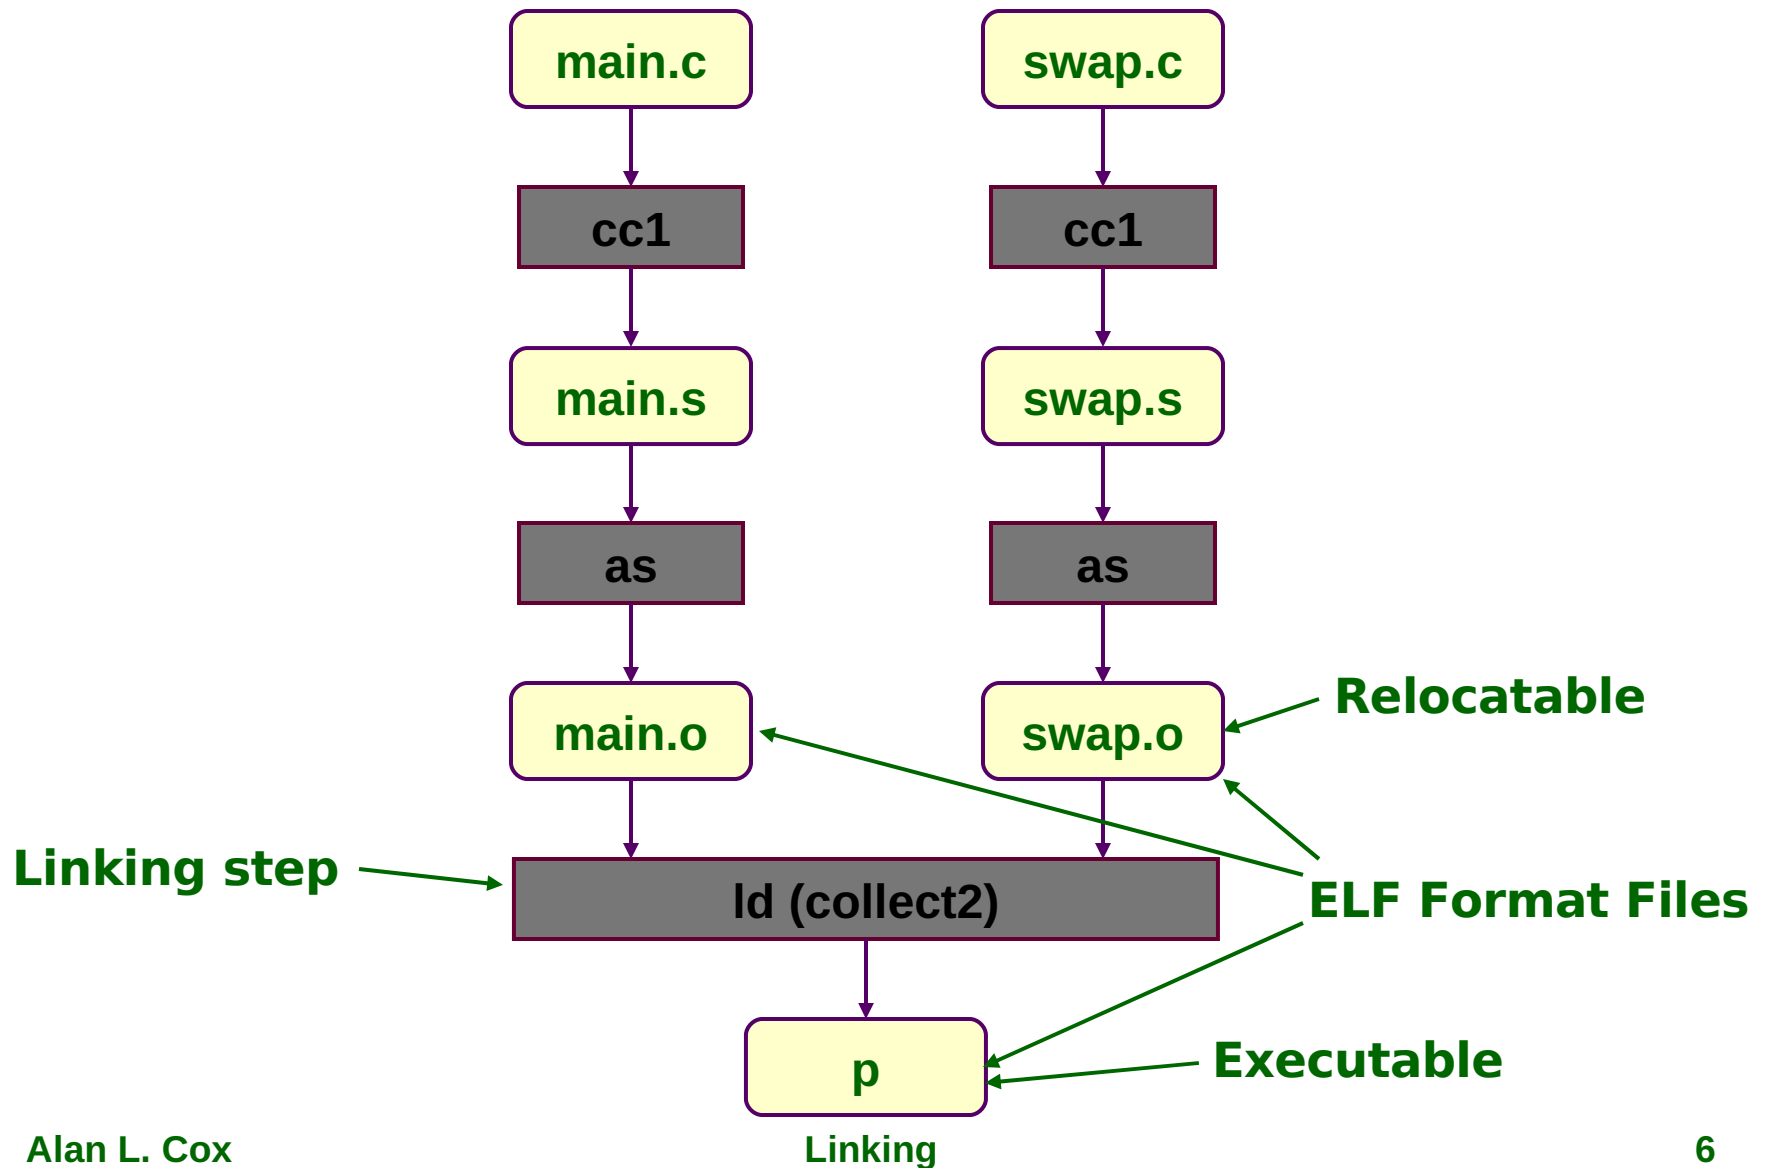 main.c
swap.c
cc1
cc1
main.s
swap.s
as
as
main.o
swap.o
Relocatable
Linking step
ld (collect2)
ELF Format Files
p
Executable
Alan L. Cox
Linking
6